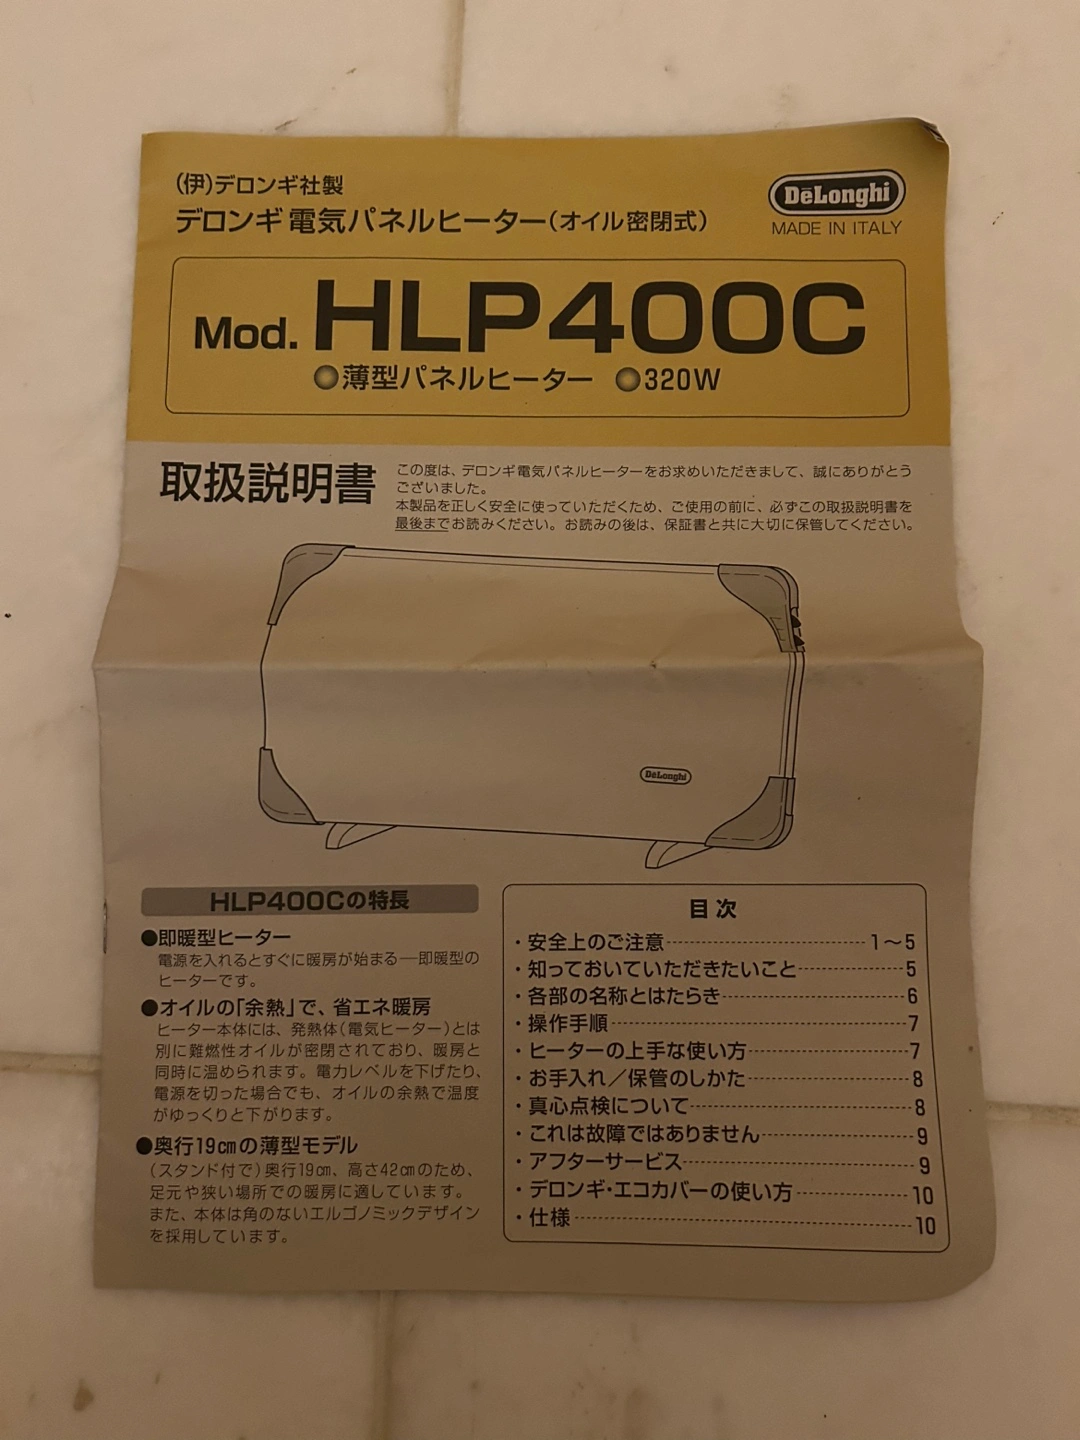 (伊)デロンギ社製
デロンギ 電気パネルヒーター(オイル密閉式)
DēLonghi
MADE IN ITALY
Mod. HLP400C
●薄型パネルヒーター ●320W
取扱説明書
この度は、デロンギ電気パネルヒーターをお求めいただきまして、誠にありがとう
ございました。
本製品を正しく安全に使っていただくため、ご使用の前に、必ずこの取扱説明書を
最後までお読みください。お読みの後は、保証書と共に大切に保管してください。
DēLonghi
HLP400Cの特長
●即暖型ヒーター
電源を入れるとすぐに暖房が始まる―即暖型の
ヒーターです。
●オイルの「余熱」で、省エネ暖房
ヒーター本体には、発熱体(電気ヒーター)とは
別に難燃性オイルが密閉されており、暖房と
同時に温められます。電力レベルを下げたり、
電源を切った場合でも、オイルの余熱で温度
がゆっくりと下がります。
●奥行19㎝の薄型モデル
(スタンド付で)奥行19㎝、高さ42㎝のため、
足元や狭い場所での暖房に適しています。
また、本体は角のないエルゴノミックデザイン
を採用しています。
目次
・安全上のご注意 1〜5
・知っておいていただきたいこと 5
・各部の名称とはたらき 6
・操作手順 7
・ヒーターの上手な使い方 7
・お手入れ/保管のしかた 8
・真心点検について 8
・これは故障ではありません 9
・アフターサービス 9
・デロンギ・エコカバーの使い方 10
・仕様 10